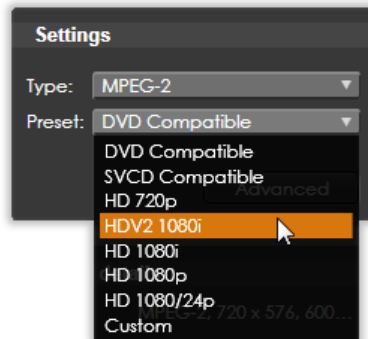 Settings
Type: MPEG-2
Preset: DVD Compatible
DVD Compatible
SVCD Compatible
Advanced
HD 720p
HDV2 1080i
HD 1080i
HD 1080p
HD 1080/24p
MPEG-2, 720 x 576, 600...
Custom